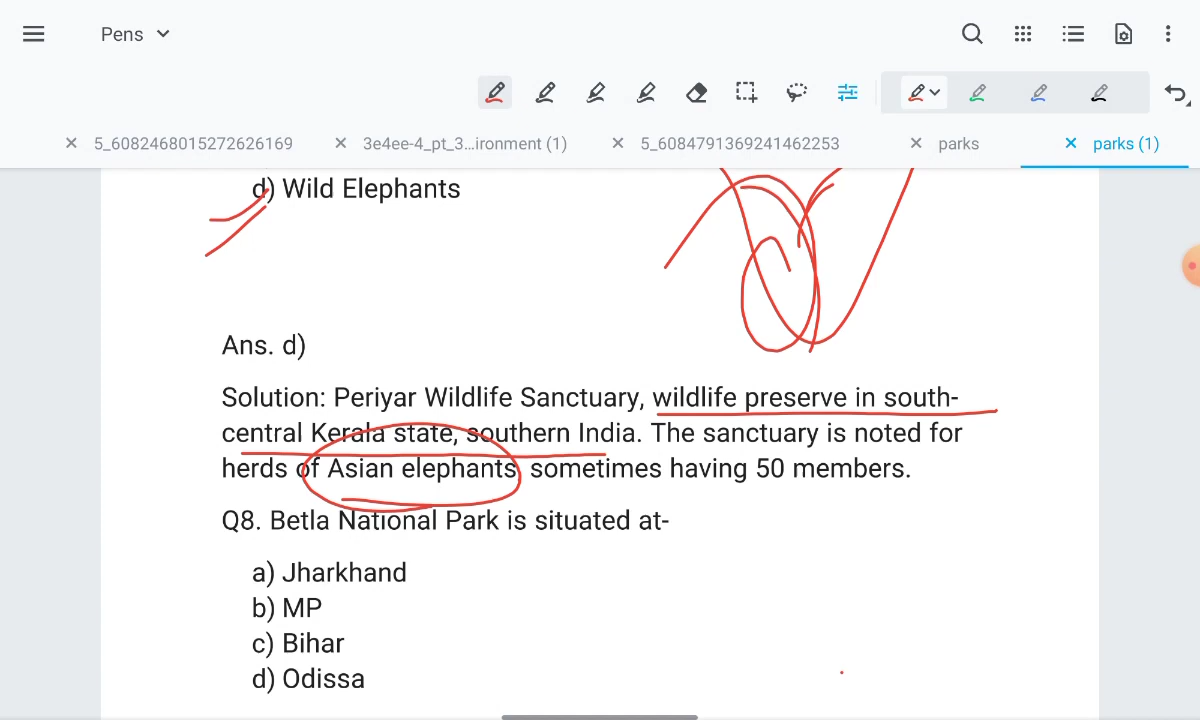 Pens
5_6082468015272626169
3e4ee-4_pt_3...ironment (1)
5_6084791369241462253
parks
parks (1)
d) Wild Elephants
Ans. d)
Solution: Periyar Wildlife Sanctuary, wildlife preserve in south-
central Kerala state, southern India. The sanctuary is noted for
herds of Asian elephants, sometimes having 50 members.
Q8. Betla National Park is situated at-
a) Jharkhand
b) MP
c) Bihar
d) Odissa